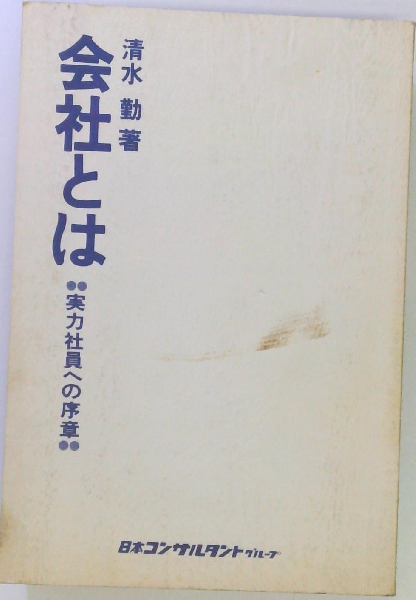 清水 勤 著
会社とは
実力社員への序章
日本コンサルタントグループ